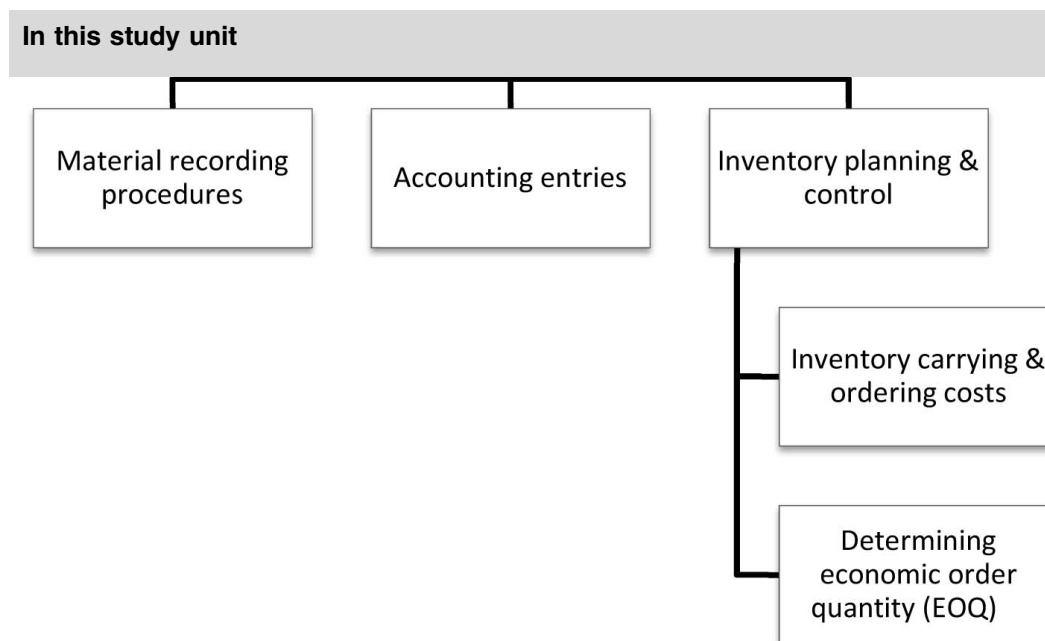 In this study unit
Material recording
procedures
Accounting entries
Inventory planning &
control
Inventory carrying &
ordering costs
Determining
economic order
quantity (EOQ)